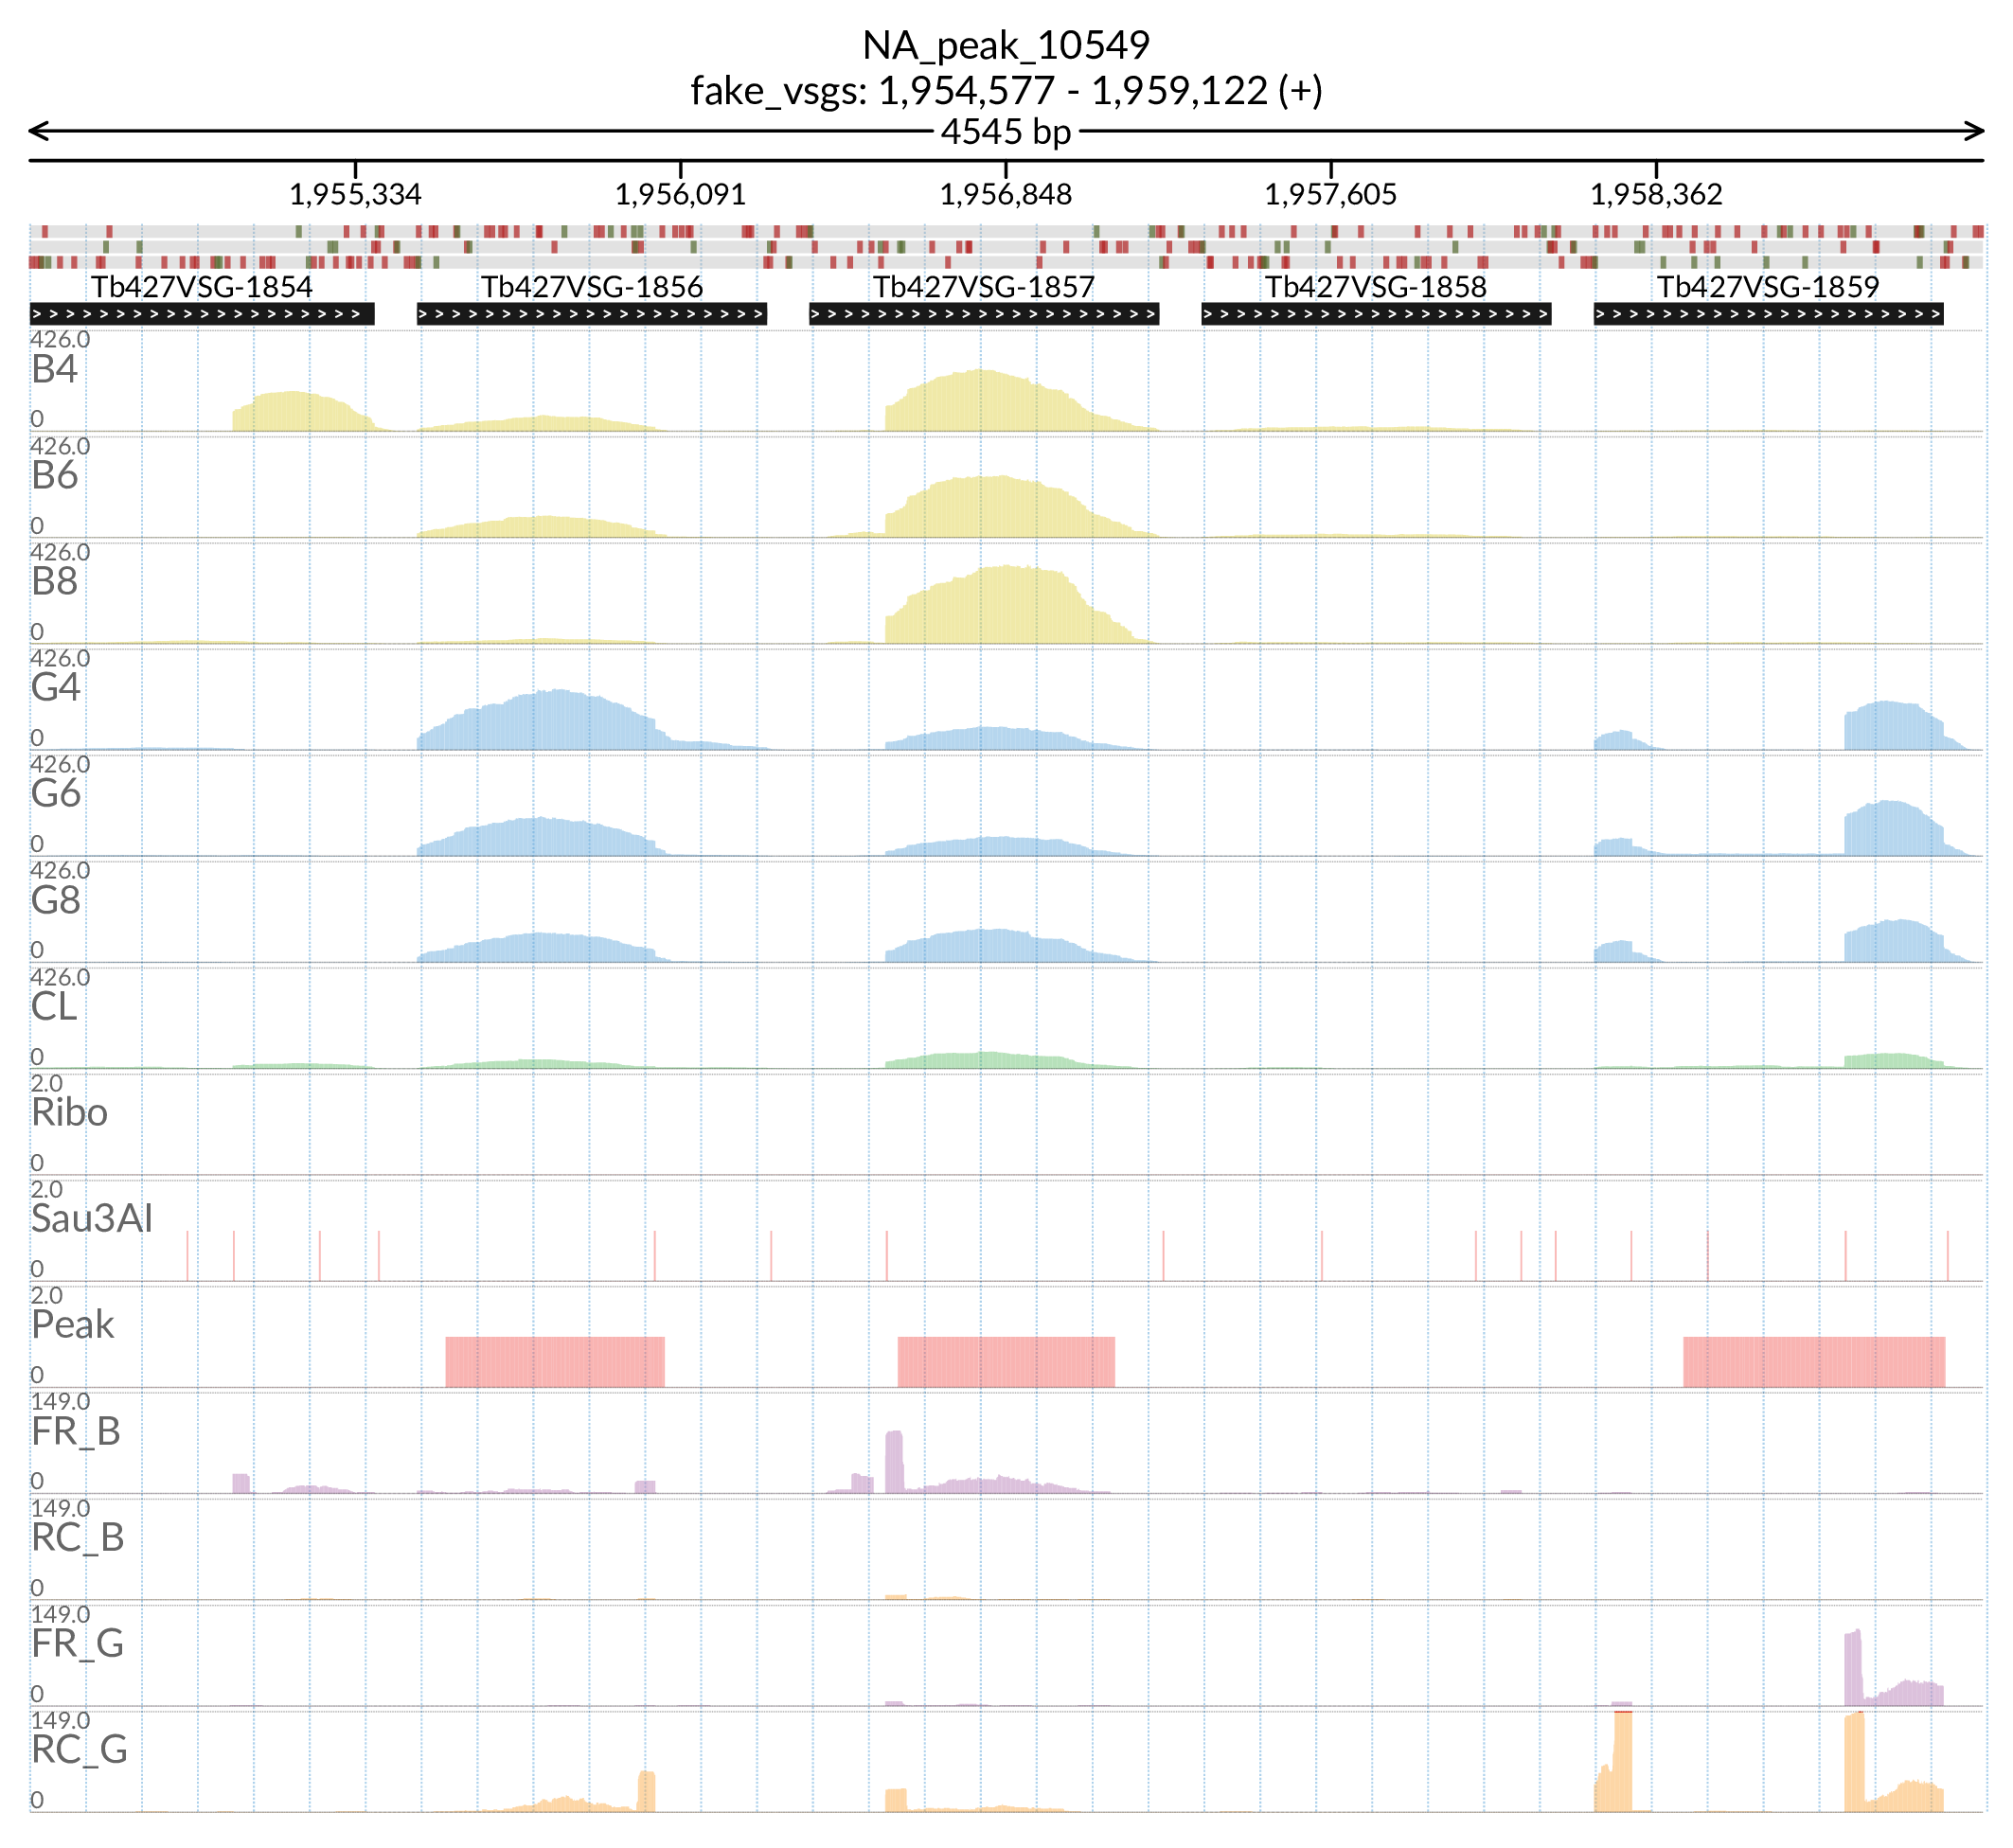 NA_peak_10549
fake_vsgs: 1,954,577 - 1,959,122 (+)
4545 bp
1,955,334 1,956,091 1,956,848 1,957,605 1,958,362
Tb427VSG-1854 Tb427VSG-1856 Tb427VSG-1857 Tb427VSG-1858 Tb427VSG-1859
426.0
B4
0
426.0
B6
0
426.0
B8
0
426.0
G4
0
426.0
G6
0
426.0
G8
0
426.0
CL
0
2.0
Ribo
0
2.0
Sau3AI
0
2.0
Peak
0
149.0
FR_B
0
149.0
RC_B
0
149.0
FR_G
0
149.0
RC_G
0